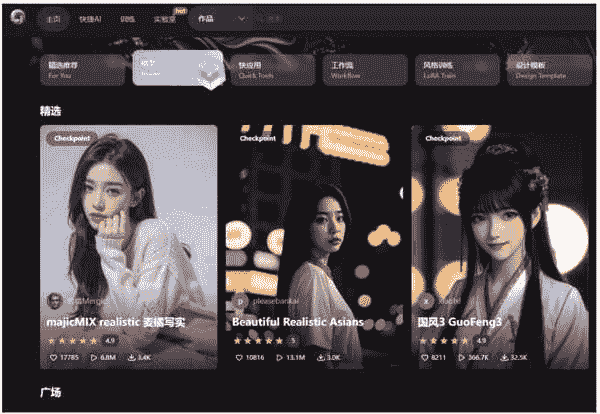 主页 快捷AI 训练 实验室 hot 作品
精选推荐 快应用 工作流 风格训练 设计模板
For You Quick Tools Workflow LoRA Train Design Template
精选
Checkpoint Checkpoint Checkpoint
pleasebankai
majicMIX realistic 麦橘写实 Beautiful Realistic Asians 国风3 GuoFeng3
4.9 5 4.9
17785 6.8M 3.4K 10816 13.1M 3.0K 8211 366.7K 32.5K
广场